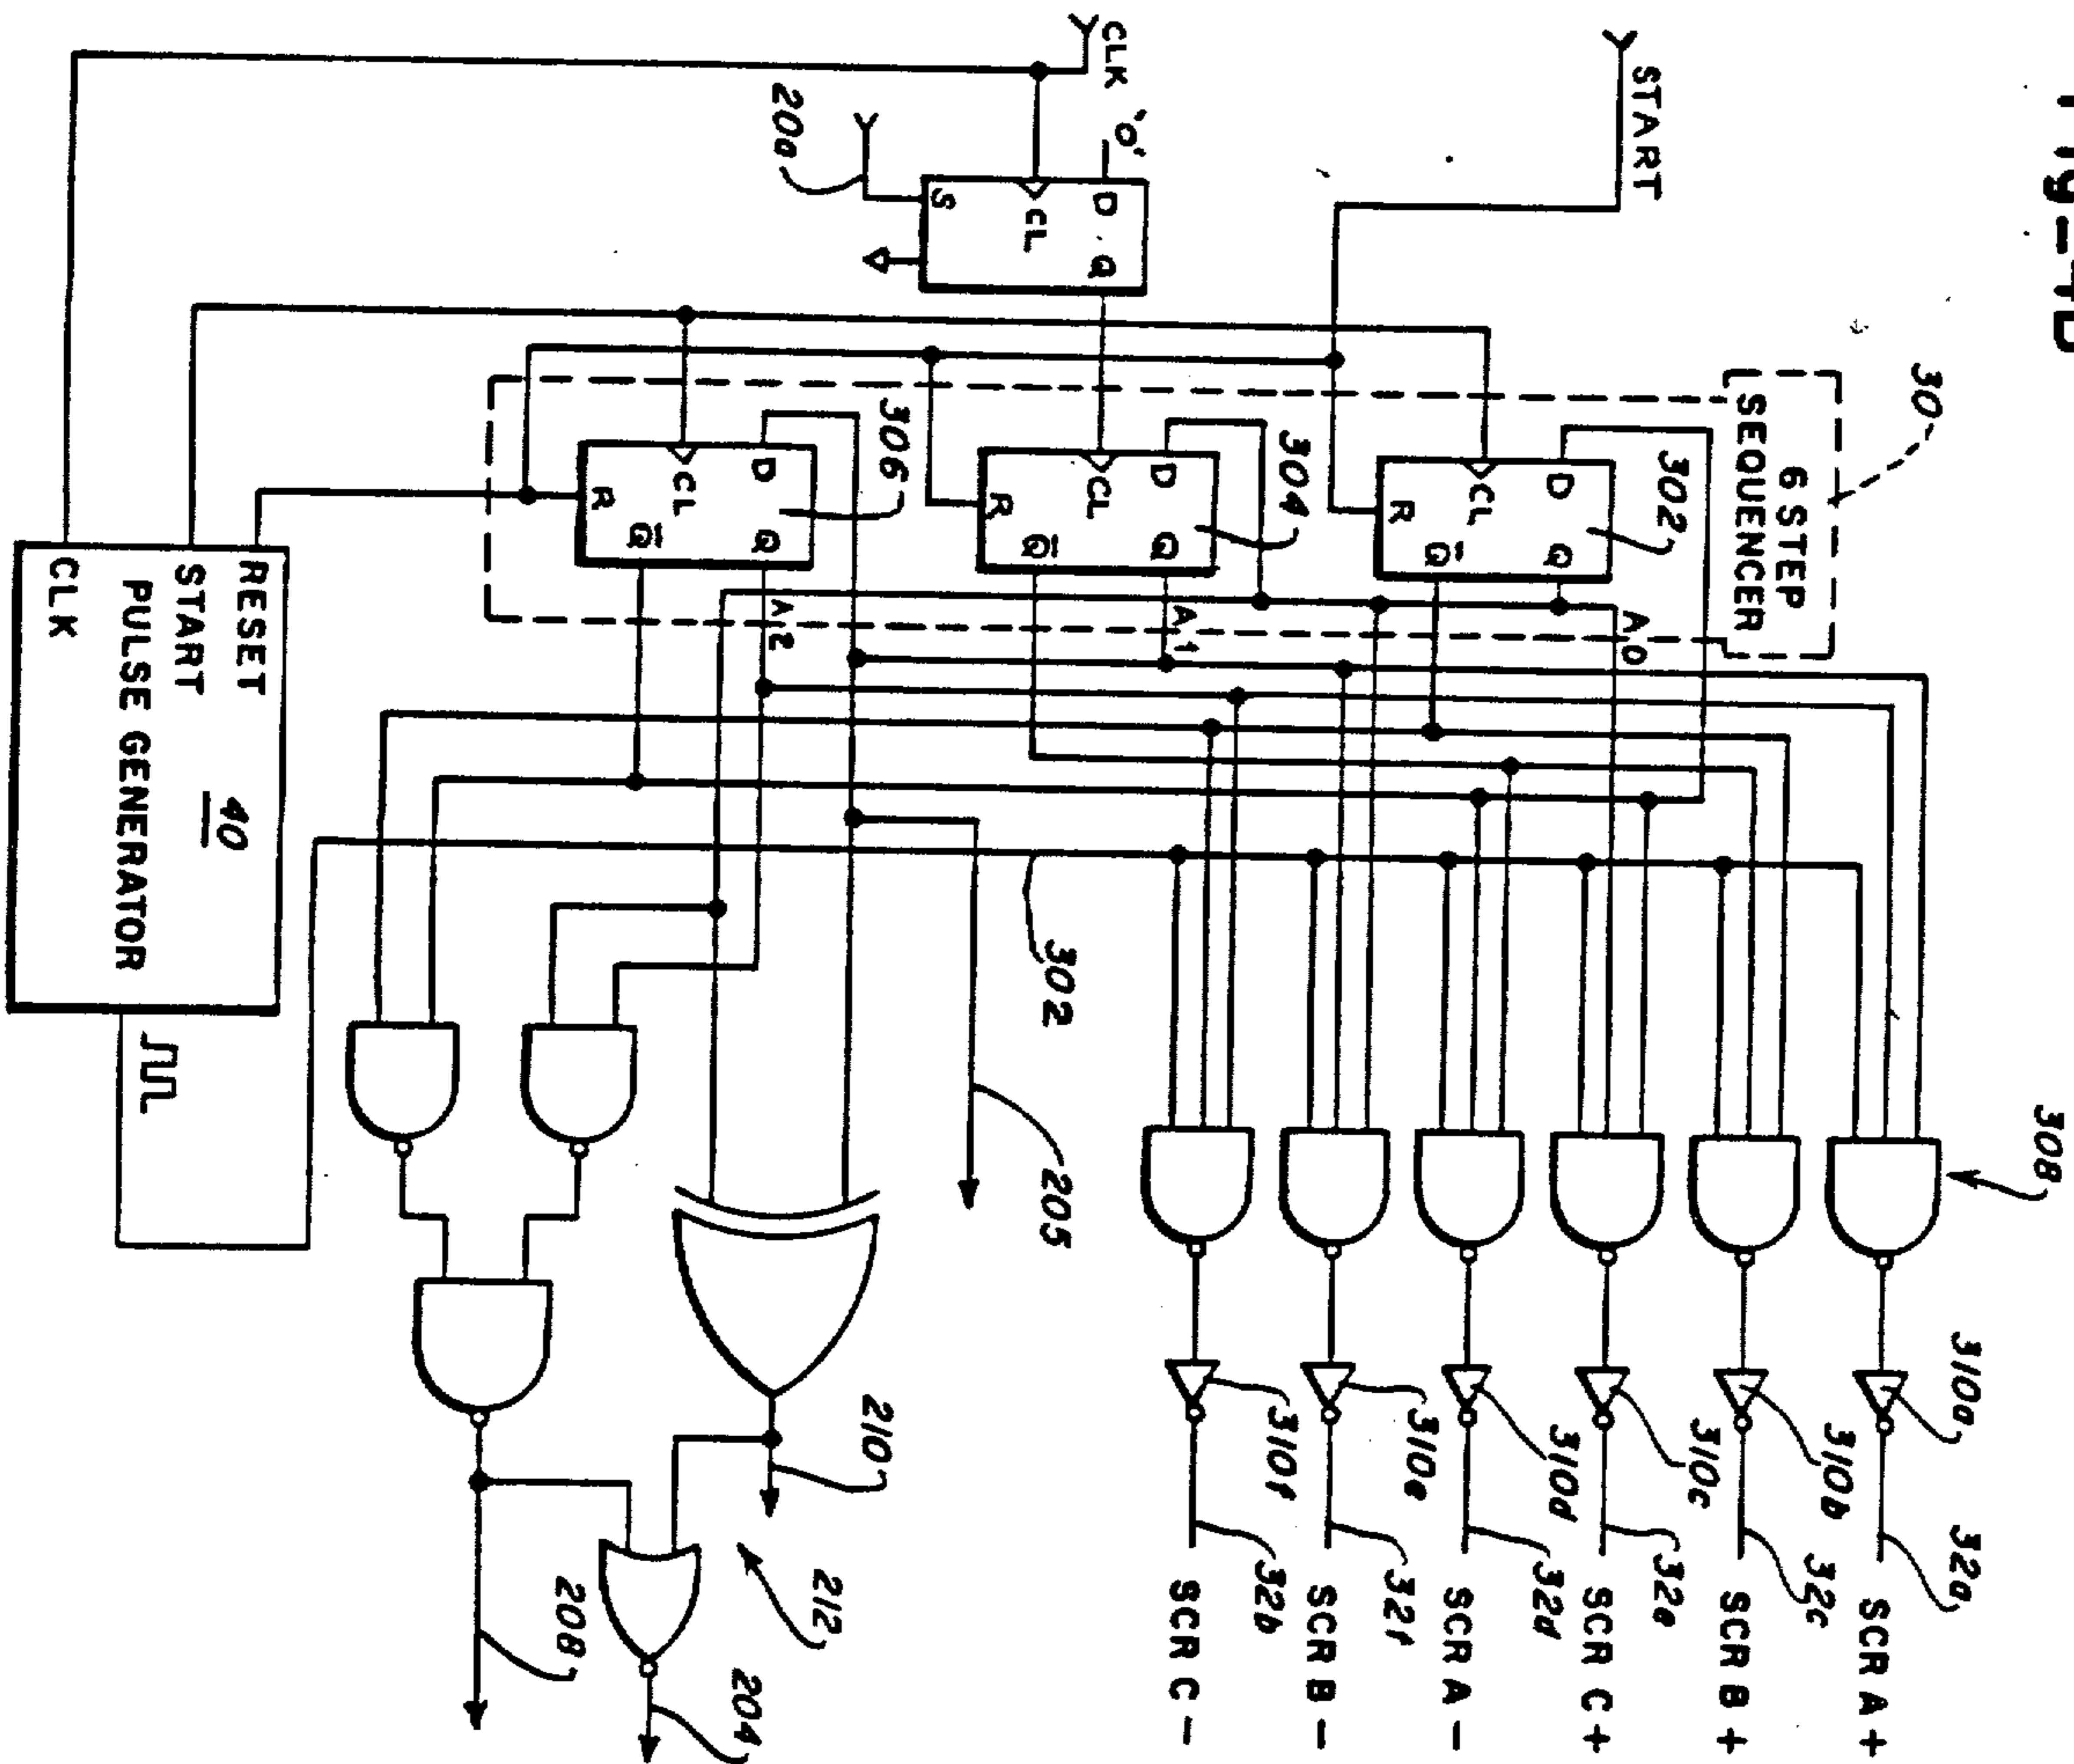 CLK
START
"0"
20a
D
CL
Q
S
6 STEP
SEQUENCER
30
302
D
CL
Q
Q̄
R
304
D
CL
Q
Q̄
R
306
D
CL
Q
Q̄
R
A0
A1
A2
RESET
START
CLK
PULSE GENERATOR
40
302
308
205
310a
310b
310c
310d
310e
310f
32a
32c
32e
32d
32f
32b
SCR A+
SCR B+
SCR C+
SCR A-
SCR B-
SCR C-
210
212
208
204